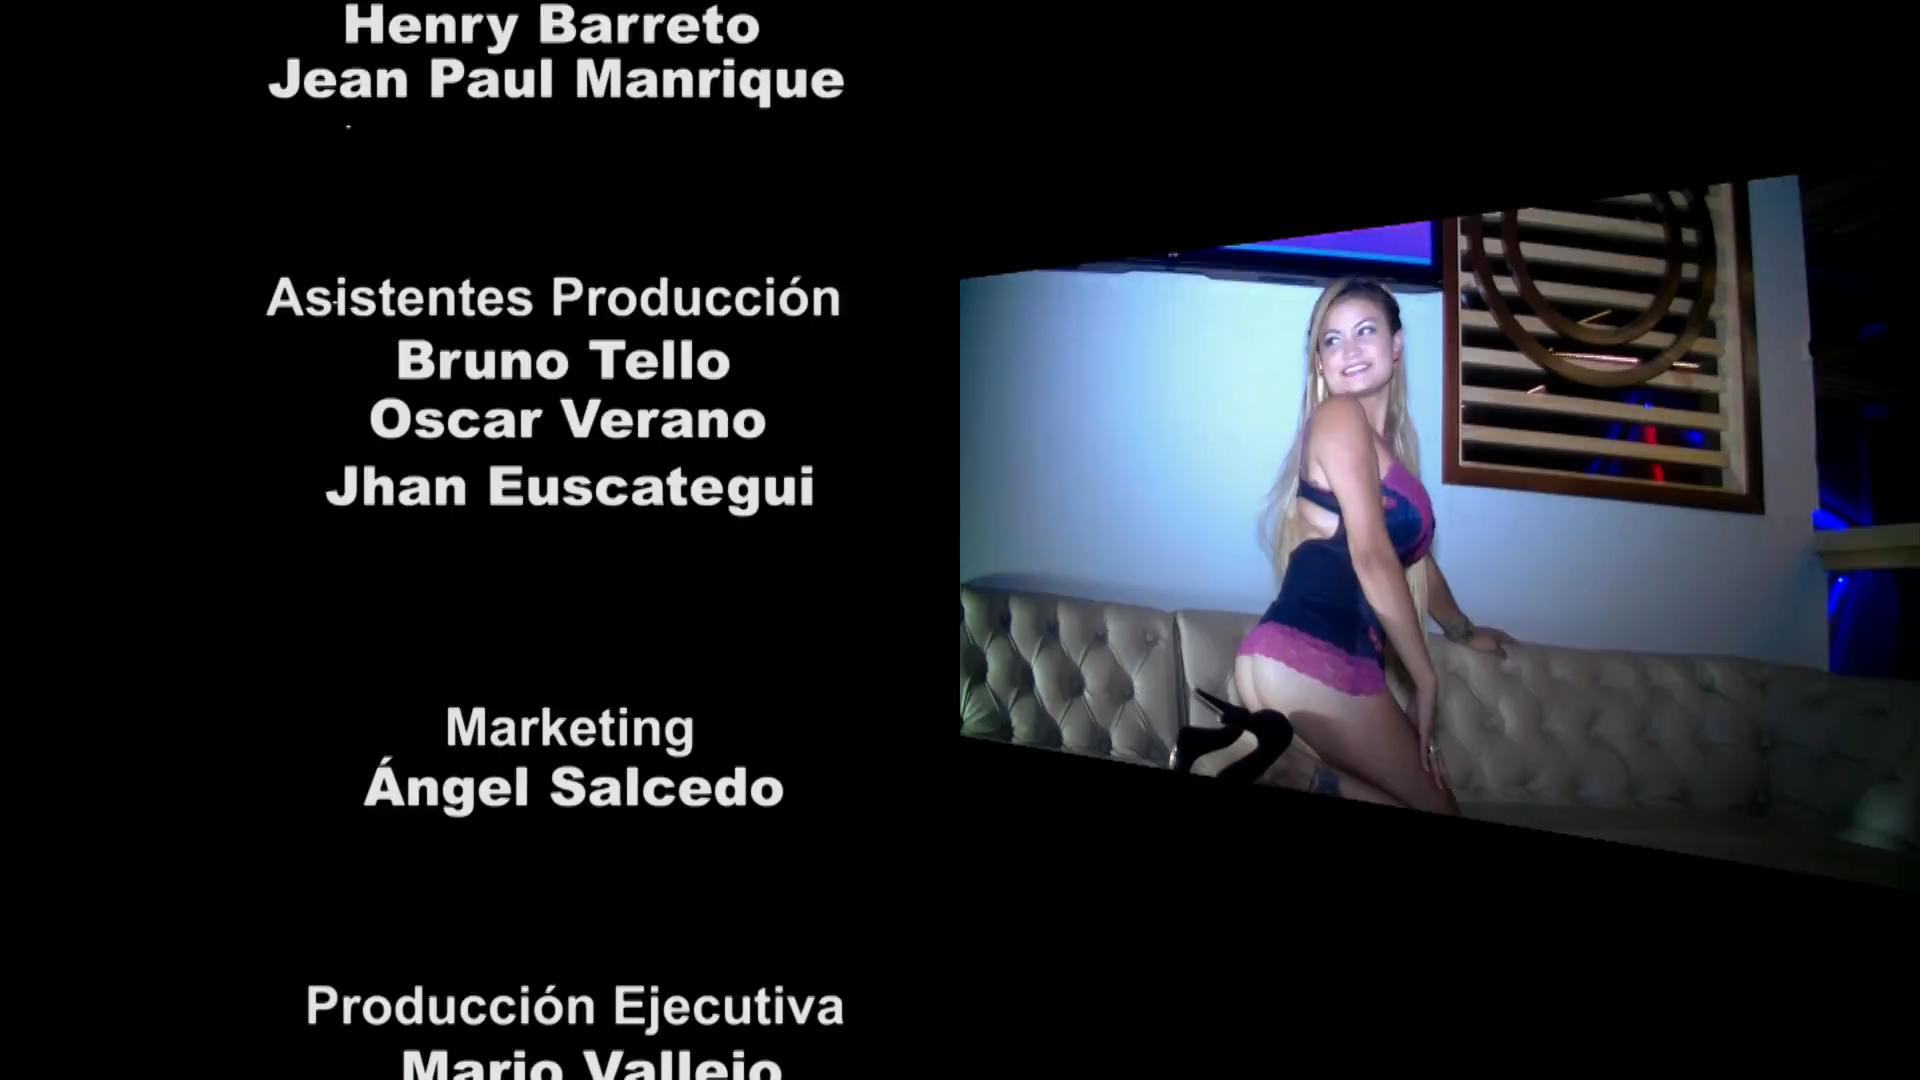 Henry Barreto
Jean Paul Manrique
Asistentes Producción
Bruno Tello
Oscar Verano
Jhan Euscategui
Marketing
Ángel Salcedo
Producción Ejecutiva
Mario Vallejo